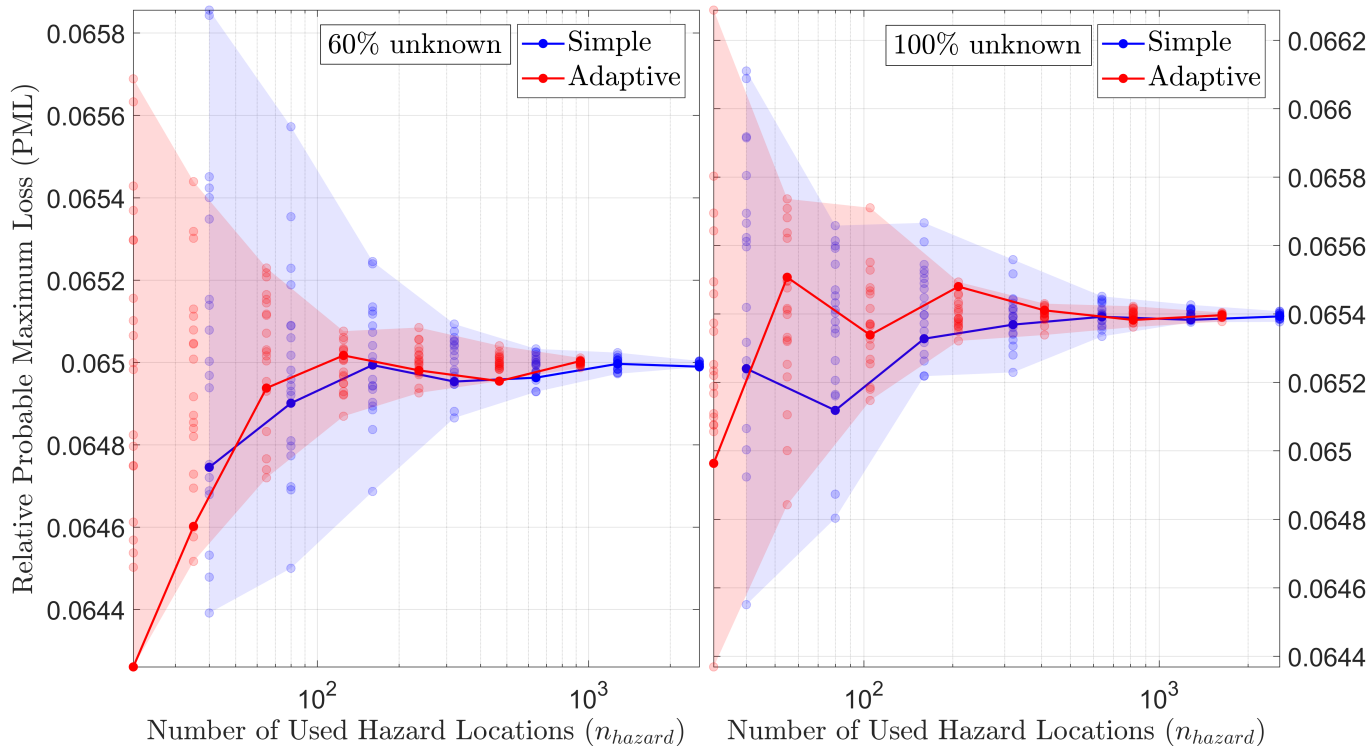 Relative Probable Maximum Loss (PML)
0.0658
0.0656
0.0654
0.0652
0.065
0.0648
0.0646
0.0644
60% unknown
Simple
Adaptive
10²
10³
Number of Used Hazard Locations (n_hazard)
100% unknown
Simple
Adaptive
0.0662
0.066
0.0658
0.0656
0.0654
0.0652
0.065
0.0648
0.0646
0.0644
10²
10³
Number of Used Hazard Locations (n_hazard)